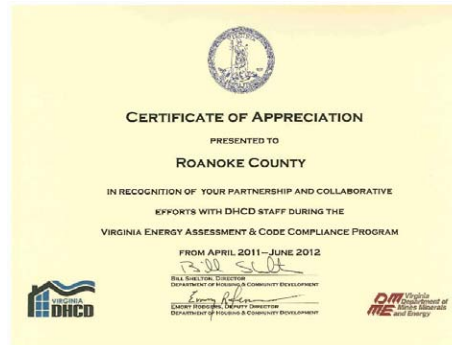 CERTIFICATE OF APPRECIATION
PRESENTED TO
ROANOKE COUNTY
IN RECOGNITION OF YOUR PARTNERSHIP AND COLLABORATIVE
EFFORTS WITH DHCD STAFF DURING THE
VIRGINIA ENERGY ASSESSMENT & CODE COMPLIANCE PROGRAM
FROM APRIL 2011—JUNE 2012
Bill Shelton
BILL SHELTON, DIRECTOR
DEPARTMENT OF HOUSING & COMMUNITY DEVELOPMENT
EMORY RODGERS, DEPUTY DIRECTOR
DEPARTMENT OF HOUSING & COMMUNITY DEVELOPMENT
VIRGINIA
DHCD
DMME
Virginia
Department of
Mines Minerals
and Energy